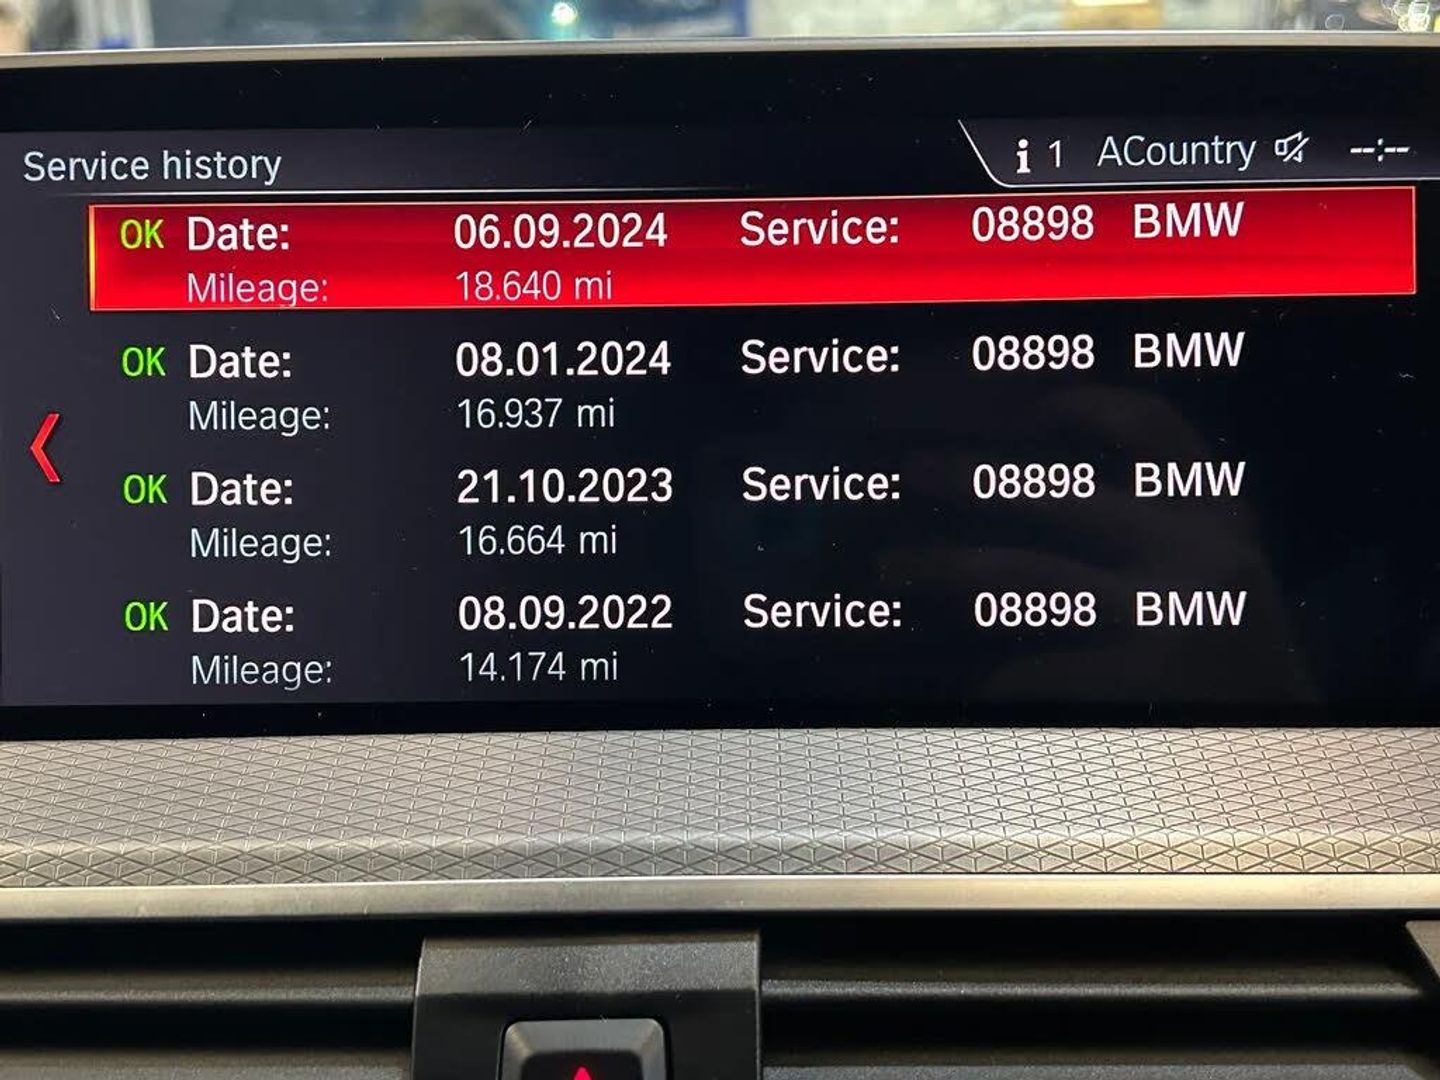 Service history
i 1 ACountry --:--
OK Date: 06.09.2024 Service: 08898 BMW
Mileage: 18.640 mi
OK Date: 08.01.2024 Service: 08898 BMW
Mileage: 16.937 mi
OK Date: 21.10.2023 Service: 08898 BMW
Mileage: 16.664 mi
OK Date: 08.09.2022 Service: 08898 BMW
Mileage: 14.174 mi